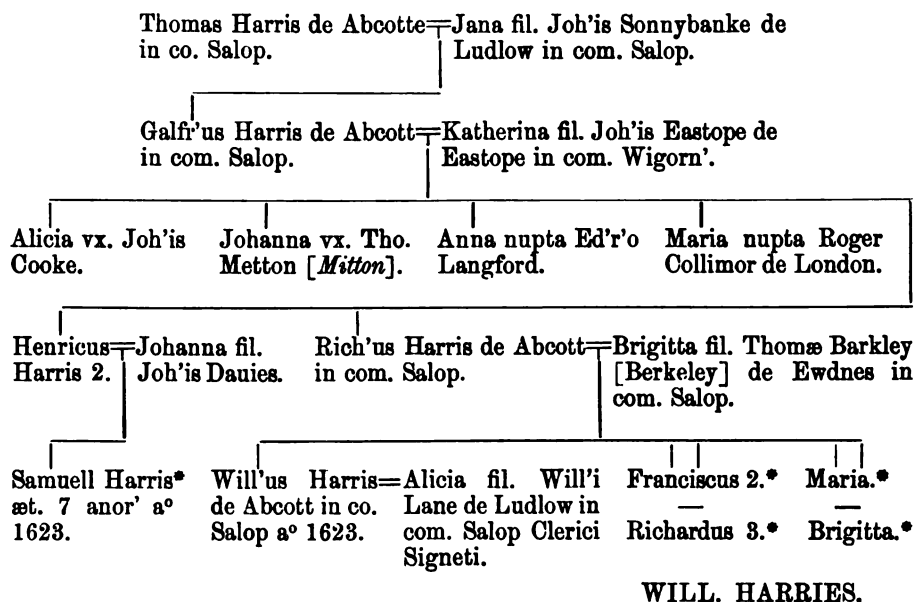 Thomas Harris de Abcotte=Jana fil. Joh'is Sonnybanke de
in co. Salop. Ludlow in com. Salop.
Galfr'us Harris de Abcott=Katherina fil. Joh'is Eastope de
in com. Salop. Eastope in com. Wigorn'.
Alicia vx. Joh'is
Cooke.
Johanna vx. Tho.
Metton [Mitton].
Anna nupta Ed'r'o
Langford.
Maria nupta Roger
Collimor de London.
Henricus=Johanna fil.
Harris 2. Joh'is Dauies.
Rich'us Harris de Abcott=Brigitta fil. Thomæ Barkley
in com. Salop. [Berkeley] de Ewdnes in
com. Salop.
Samuell Harris*
æt. 7 anor' aº
1623.
Will'us Harris=Alicia fil. Will'i
de Abcott in co. Lane de Ludlow in
Salop aº 1623. com. Salop Clerici
Signeti.
Franciscus 2.*
—
Richardus 3.*
Maria.*
—
Brigitta.*
WILL. HARRIES.